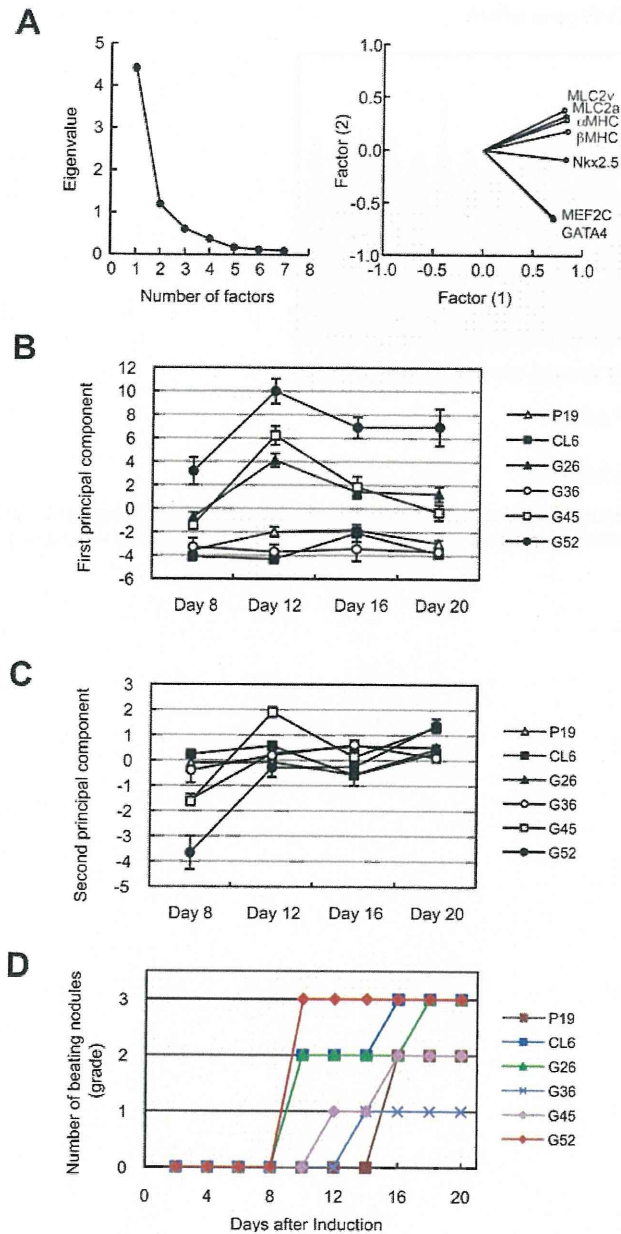 A
5
4
3
2
1
0
Eigenvalue
0 1 2 3 4 5 6 7 8
Number of factors
1.0
0.5
0.0
-0.5
-1.0
Factor (2)
MLC2v
MLC2a
αMHC
βMHC
Nkx2.5
MEF2C
GATA4
-1.0 0.0 1.0
Factor (1)
B
12
10
8
6
4
2
0
-2
-4
-6
First principal component
Day 8 Day 12 Day 16 Day 20
P19
CL6
G26
G36
G45
G52
C
3
2
1
0
-1
-2
-3
-4
-5
Second principal component
Day 8 Day 12 Day 16 Day 20
P19
CL6
G26
G36
G45
G52
D
3
2
1
0
Number of beating nodules
(grade)
0 4 8 12 16 20
Days after Induction
P19
CL6
G26
G36
G45
G52